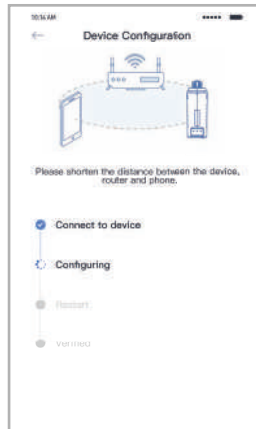 10:16 AM
Device Configuration
Please shorten the distance between the device,
router and phone.
Connect to device
Configuring
Restart
Verified